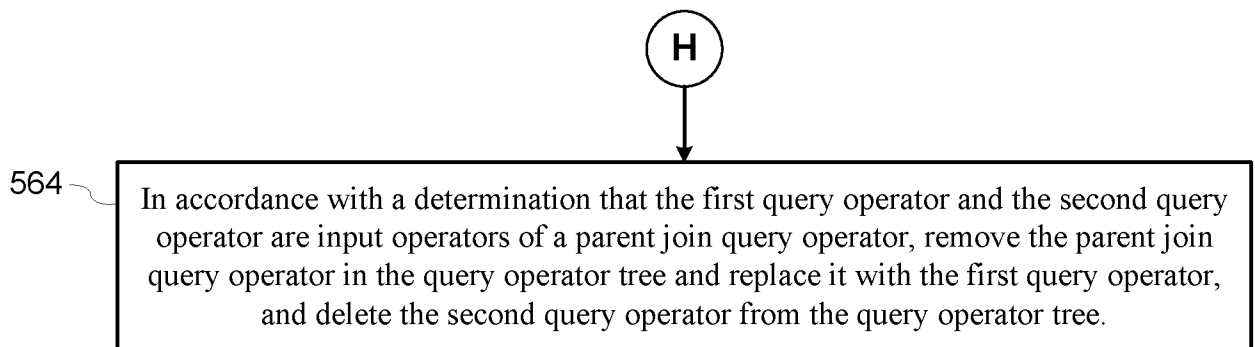 H
564
In accordance with a determination that the first query operator and the second query
operator are input operators of a parent join query operator, remove the parent join
query operator in the query operator tree and replace it with the first query operator,
and delete the second query operator from the query operator tree.